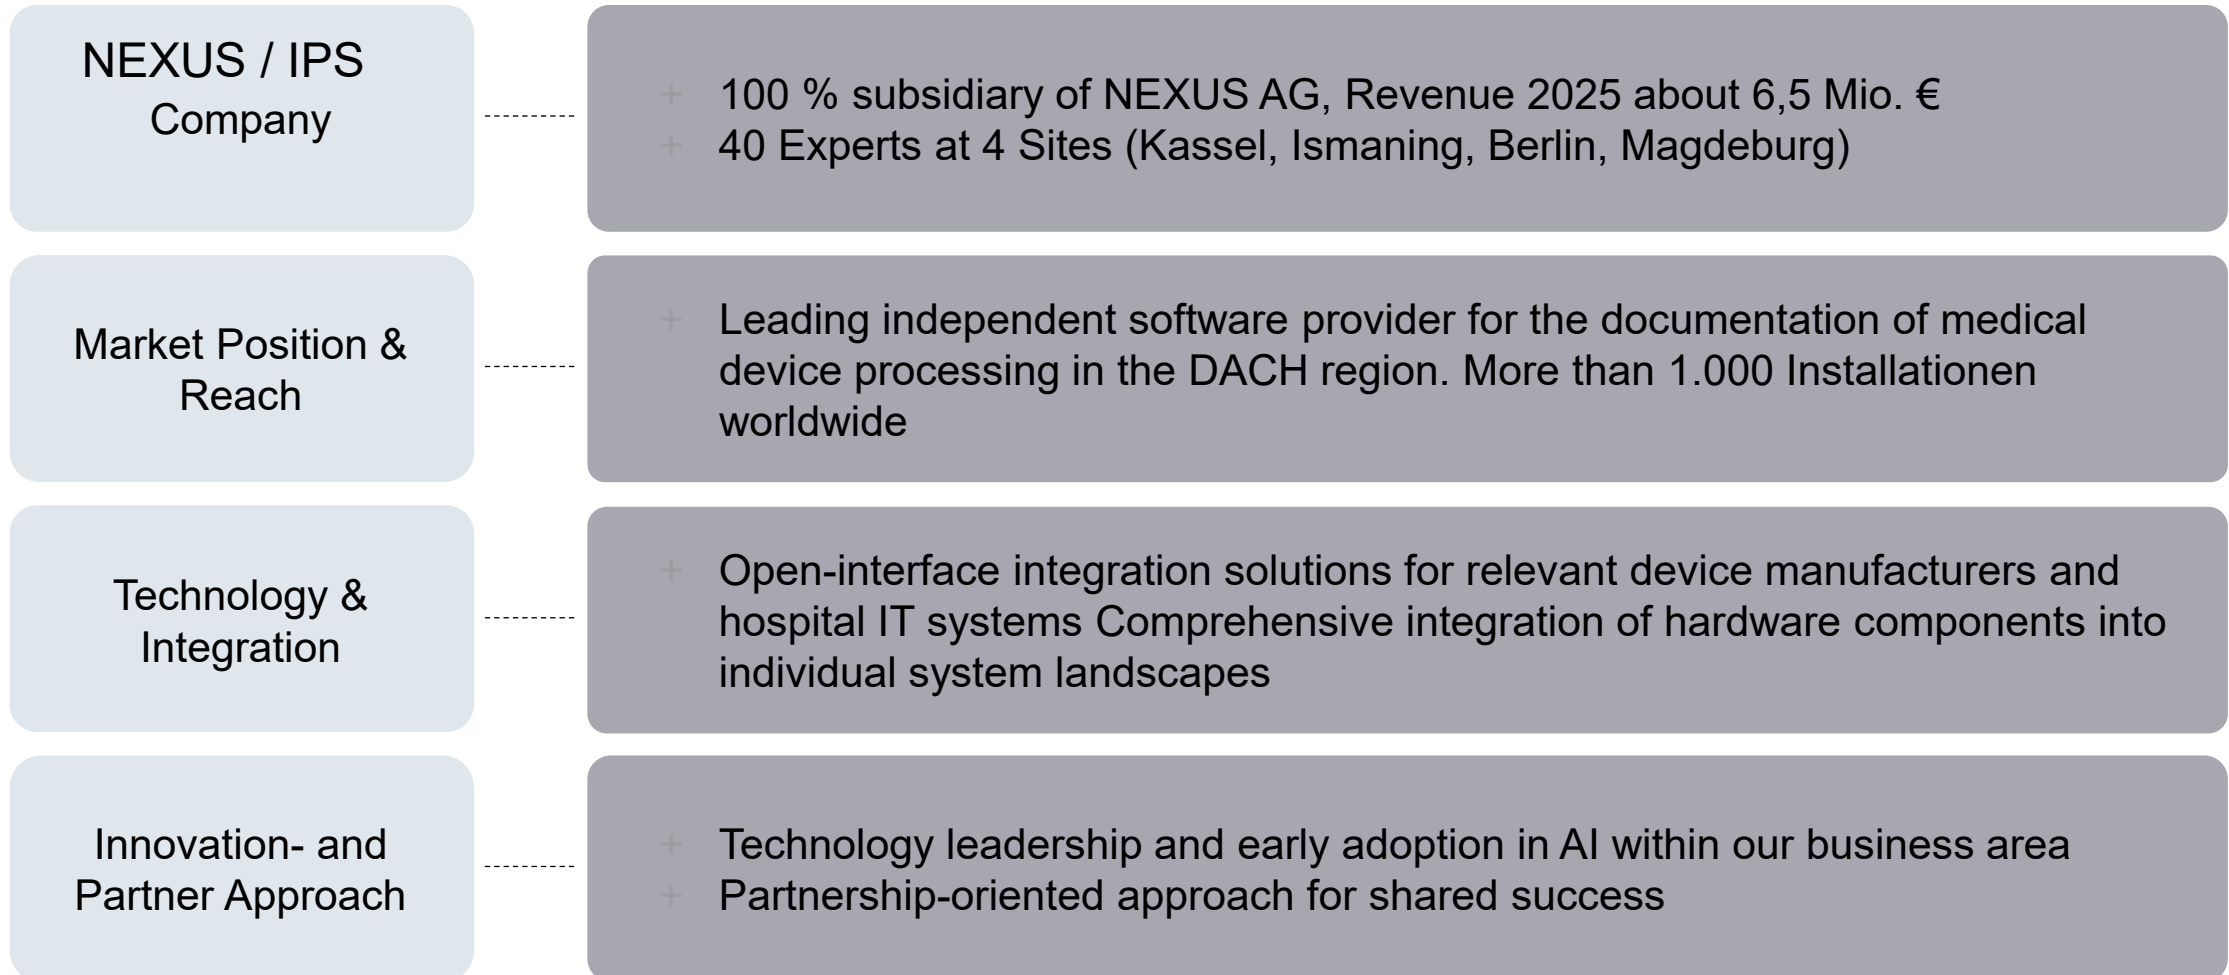 NEXUS / IPS
Company
+ 100 % subsidiary of NEXUS AG, Revenue 2025 about 6,5 Mio. €
+ 40 Experts at 4 Sites (Kassel, Ismaning, Berlin, Magdeburg)
Market Position &
Reach
+ Leading independent software provider for the documentation of medical
device processing in the DACH region. More than 1.000 Installationen
worldwide
Technology &
Integration
+ Open-interface integration solutions for relevant device manufacturers and
hospital IT systems Comprehensive integration of hardware components into
individual system landscapes
Innovation- and
Partner Approach
+ Technology leadership and early adoption in AI within our business area
+ Partnership-oriented approach for shared success